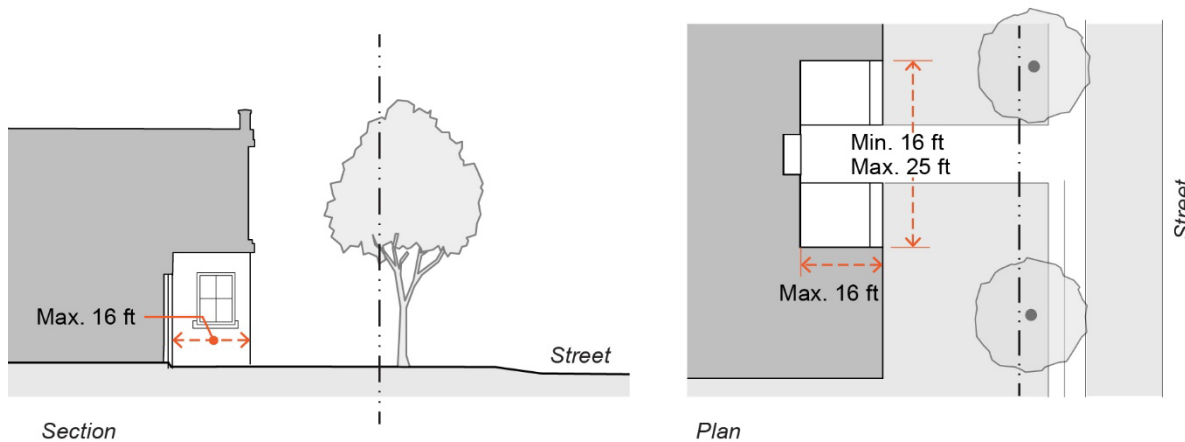 Max. 16 ft
Street
Section
Min. 16 ft
Max. 25 ft
Max. 16 ft
Street
Plan